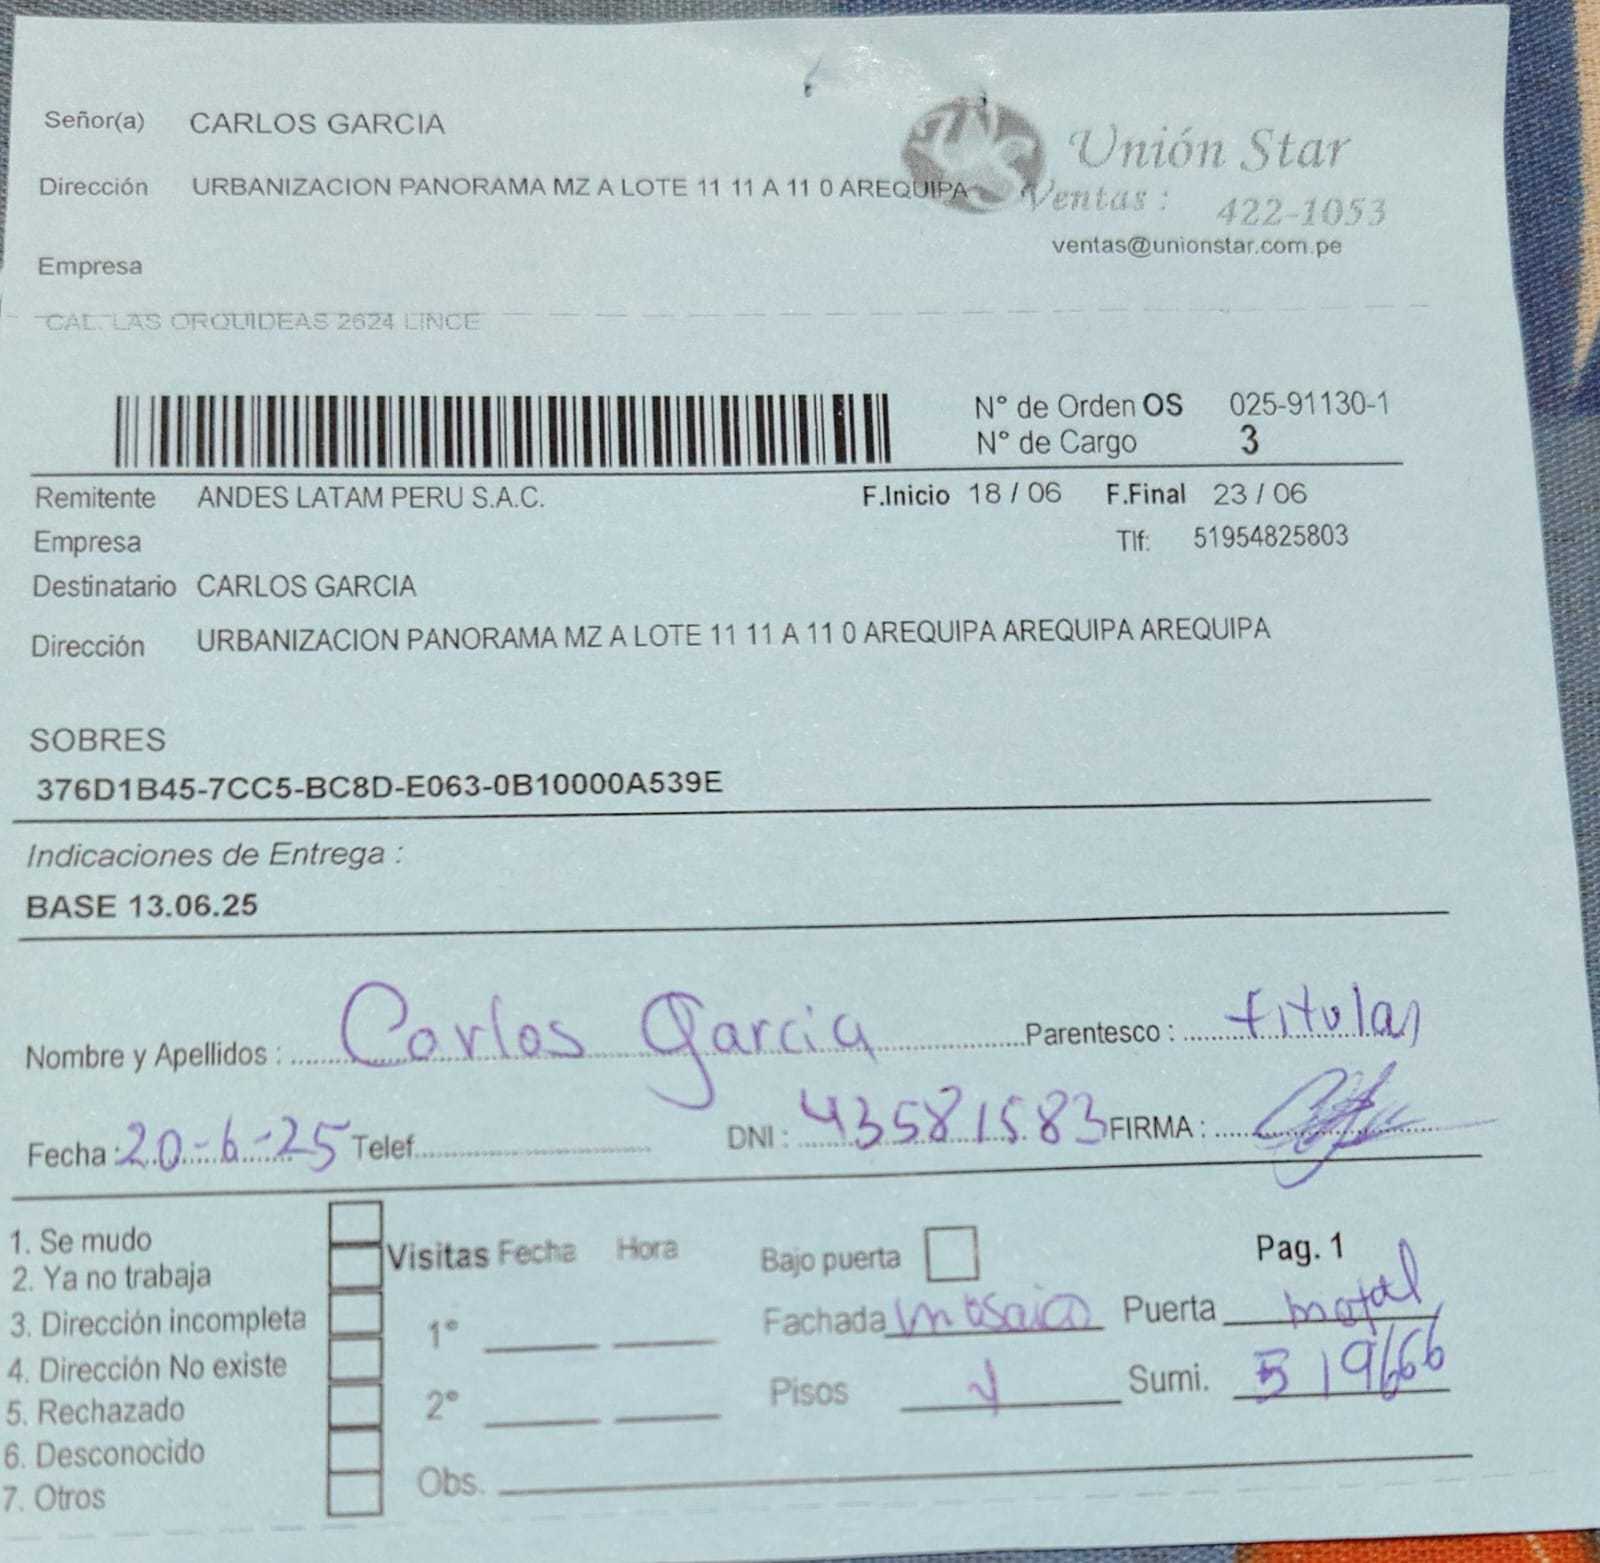 Señor(a) CARLOS GARCIA
Unión Star
Dirección URBANIZACION PANORAMA MZ A LOTE 11 11 A 11 0 AREQUIPA
Ventas : 422-1053
ventas@unionstar.com.pe
Empresa
CAL. LAS ORQUIDEAS 2624 LINCE
N° de Orden OS 025-91130-1
N° de Cargo 3
Remitente ANDES LATAM PERU S.A.C. F.Inicio 18 / 06 F.Final 23 / 06
Empresa Tlf: 51954825803
Destinatario CARLOS GARCIA
Dirección URBANIZACION PANORAMA MZ A LOTE 11 11 A 11 0 AREQUIPA AREQUIPA AREQUIPA
SOBRES
376D1B45-7CC5-BC8D-E063-0B10000A539E
Indicaciones de Entrega :
BASE 13.06.25
Nombre y Apellidos : Carlos Garcia Parentesco : titular
Fecha : 20-6-25 Telef. DNI : 43581583 FIRMA :
1. Se mudo Visitas Fecha Hora Bajo puerta Pag. 1
2. Ya no trabaja
3. Dirección incompleta 1° Fachada mosaico Puerta
4. Dirección No existe
5. Rechazado 2° Pisos Sumi. 519666
6. Desconocido
7. Otros Obs.